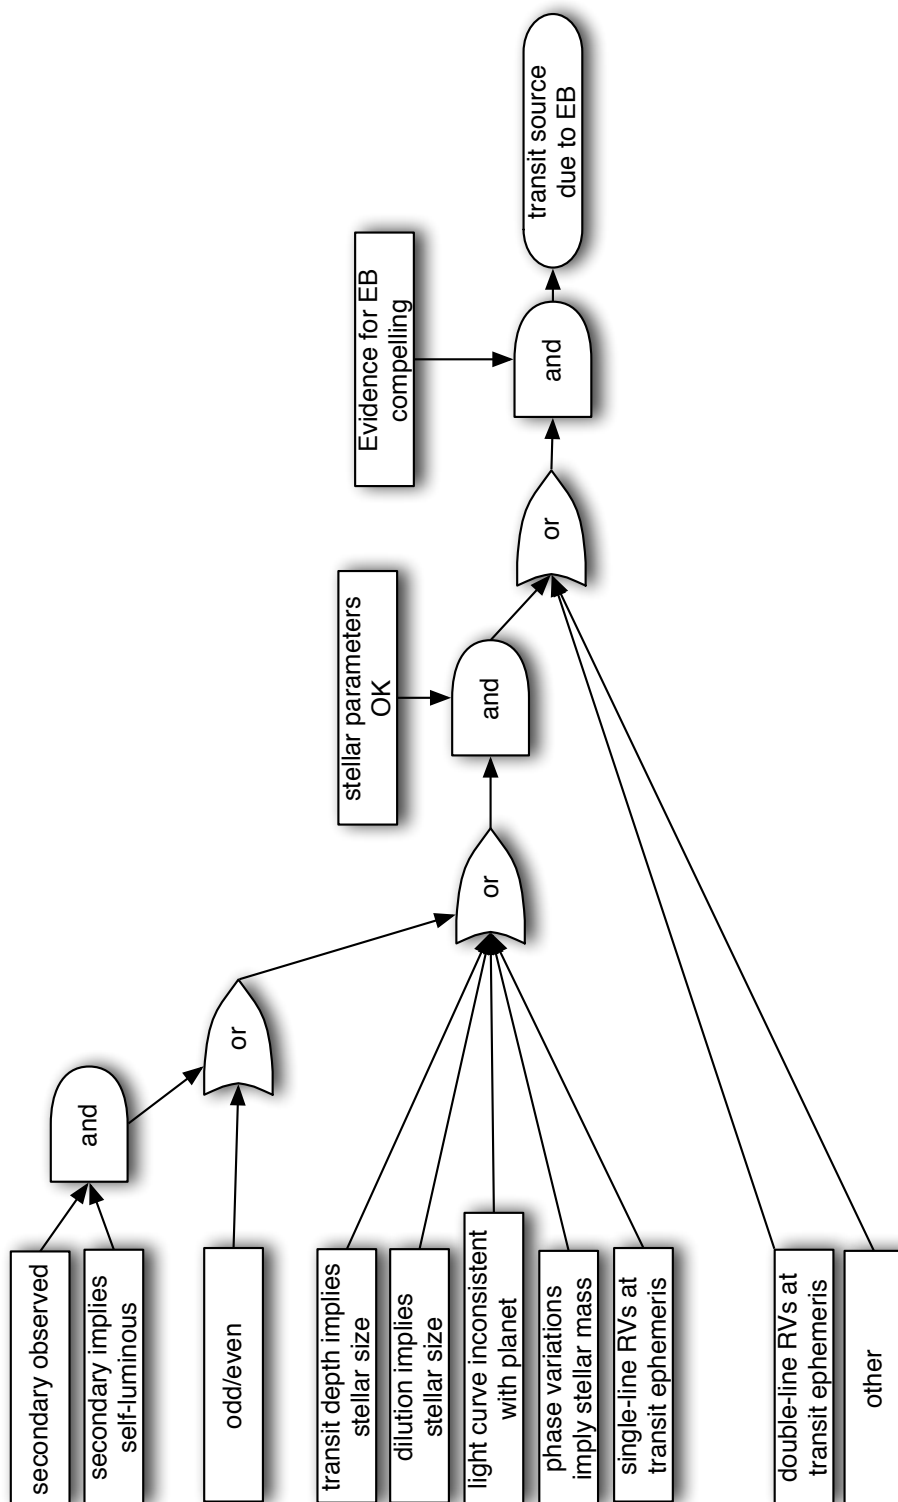 secondary observed
secondary implies
self-luminous
odd/even
transit depth implies
stellar size
dilution implies
stellar size
light curve inconsistent
with planet
phase variations
imply stellar mass
single-line RVs at
transit ephemeris
double-line RVs at
transit ephemeris
other
and
or
or
stellar parameters
OK
and
or
Evidence for EB
compelling
and
transit source
due to EB